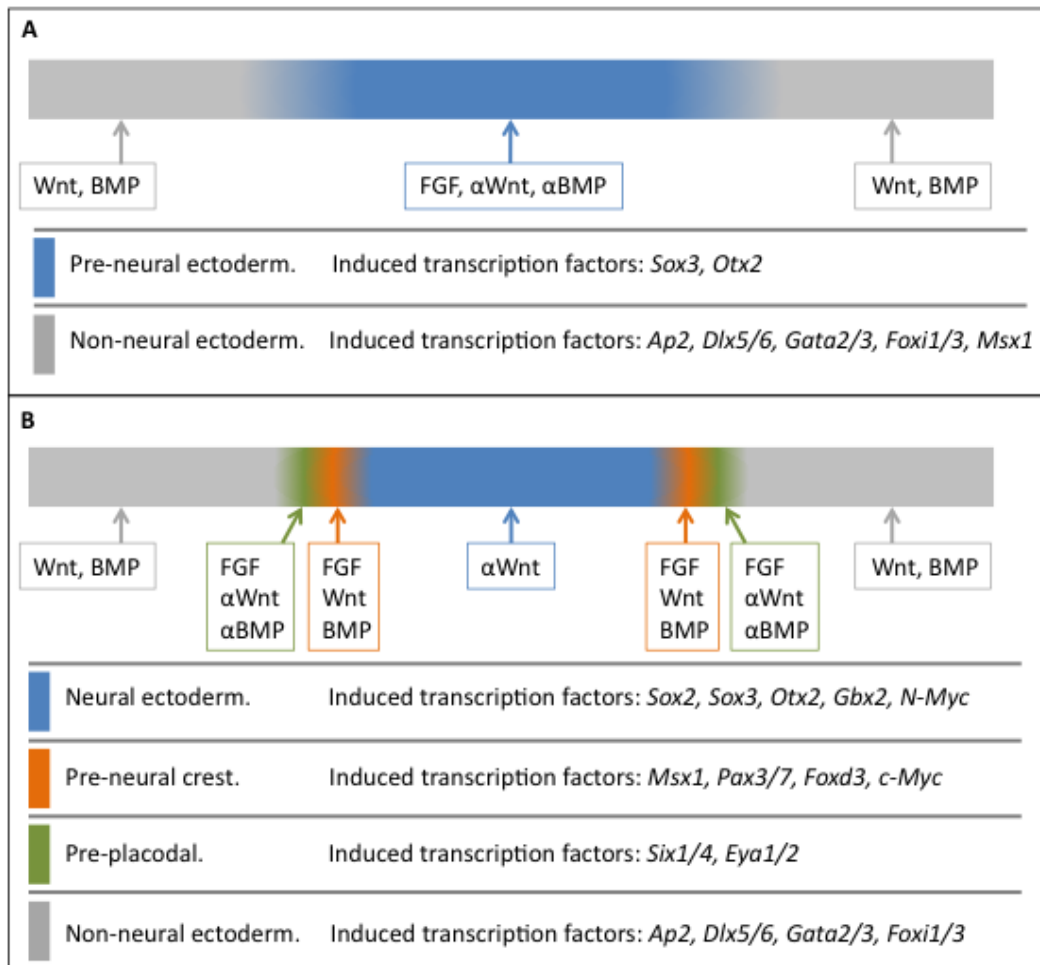 A
Wnt, BMP
FGF, αWnt, αBMP
Wnt, BMP
Pre-neural ectoderm. Induced transcription factors: Sox3, Otx2
Non-neural ectoderm. Induced transcription factors: Ap2, Dlx5/6, Gata2/3, Foxi1/3, Msx1
B
Wnt, BMP
FGF
αWnt
αBMP
FGF
Wnt
BMP
αWnt
FGF
Wnt
BMP
FGF
αWnt
αBMP
Wnt, BMP
Neural ectoderm. Induced transcription factors: Sox2, Sox3, Otx2, Gbx2, N-Myc
Pre-neural crest. Induced transcription factors: Msx1, Pax3/7, Foxd3, c-Myc
Pre-placodal. Induced transcription factors: Six1/4, Eya1/2
Non-neural ectoderm. Induced transcription factors: Ap2, Dlx5/6, Gata2/3, Foxi1/3